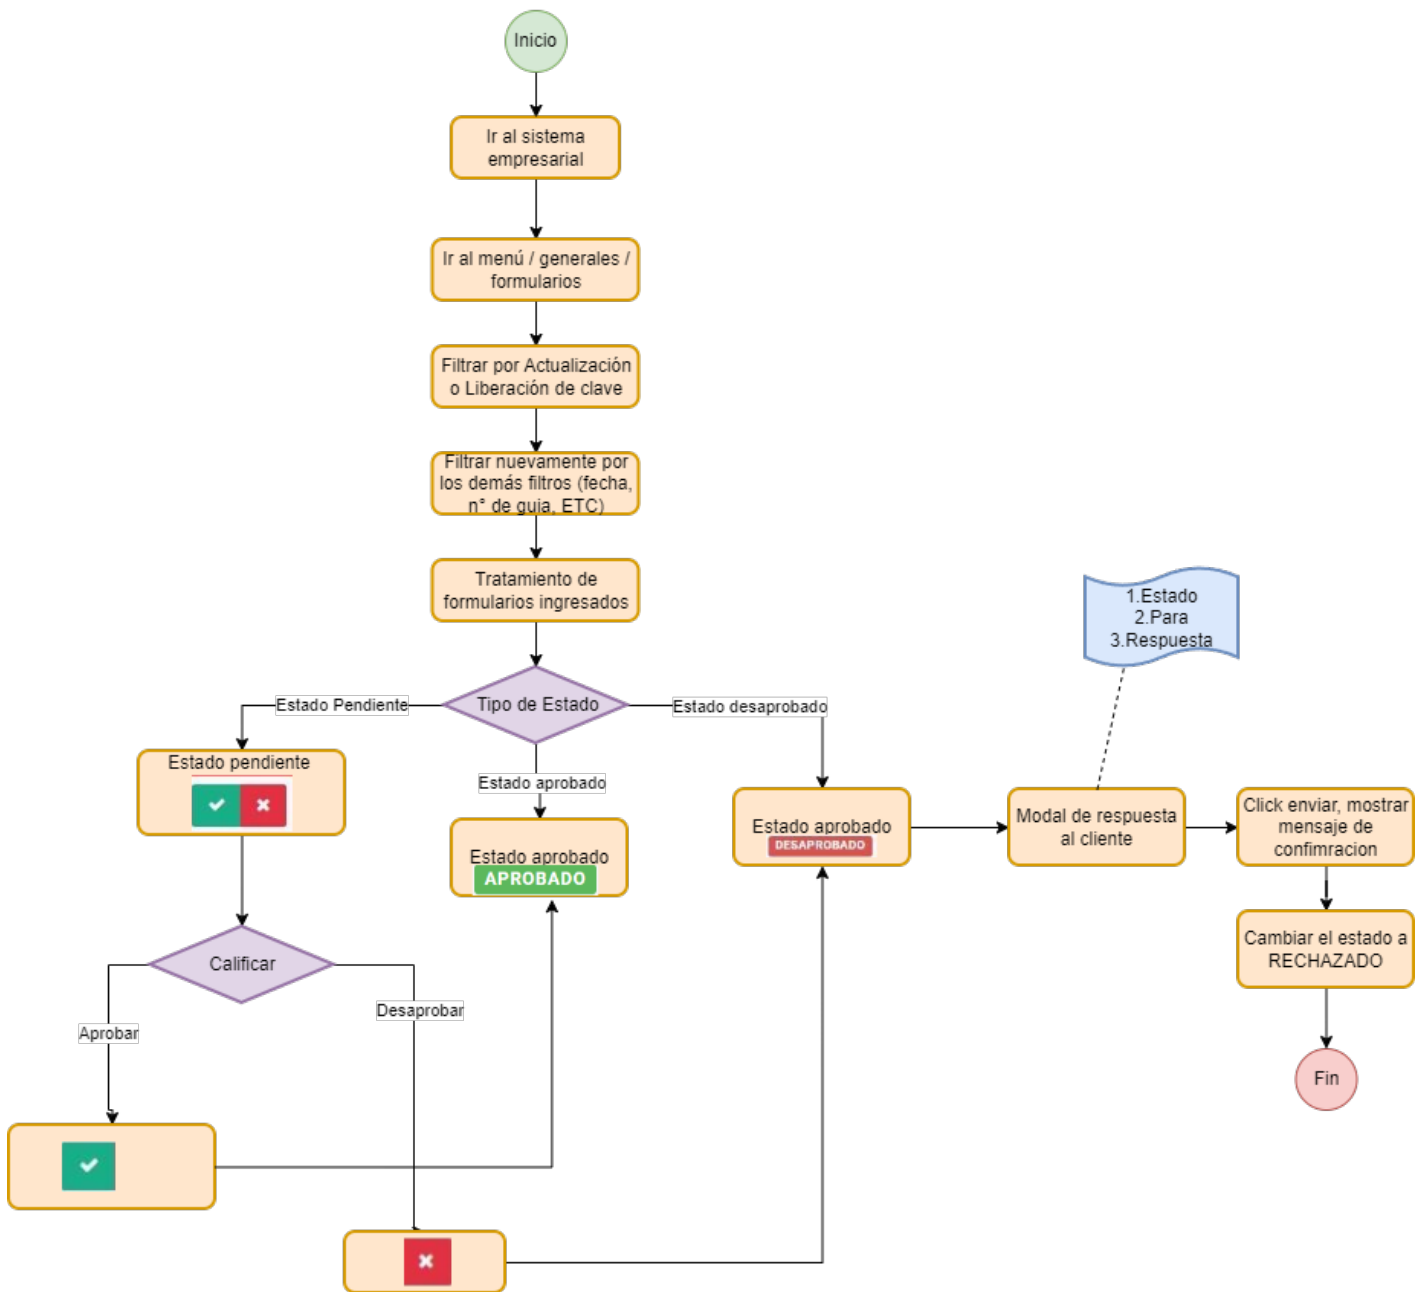 Inicio
Ir al sistema
empresarial
Ir al menú / generales /
formularios
Filtrar por Actualización
o Liberación de clave
Filtrar nuevamente por
los demás filtros (fecha,
n° de guia, ETC)
Tratamiento de
formularios ingresados
1.Estado
2.Para
3.Respuesta
Tipo de Estado
Estado Pendiente
Estado desaprobado
Estado pendiente
Estado aprobado
Estado aprobado
APROBADO
Estado aprobado
DESAPROBADO
Modal de respuesta
al cliente
Click enviar, mostrar
mensaje de
confimracion
Cambiar el estado a
RECHAZADO
Calificar
Desaprobar
Aprobar
Fin